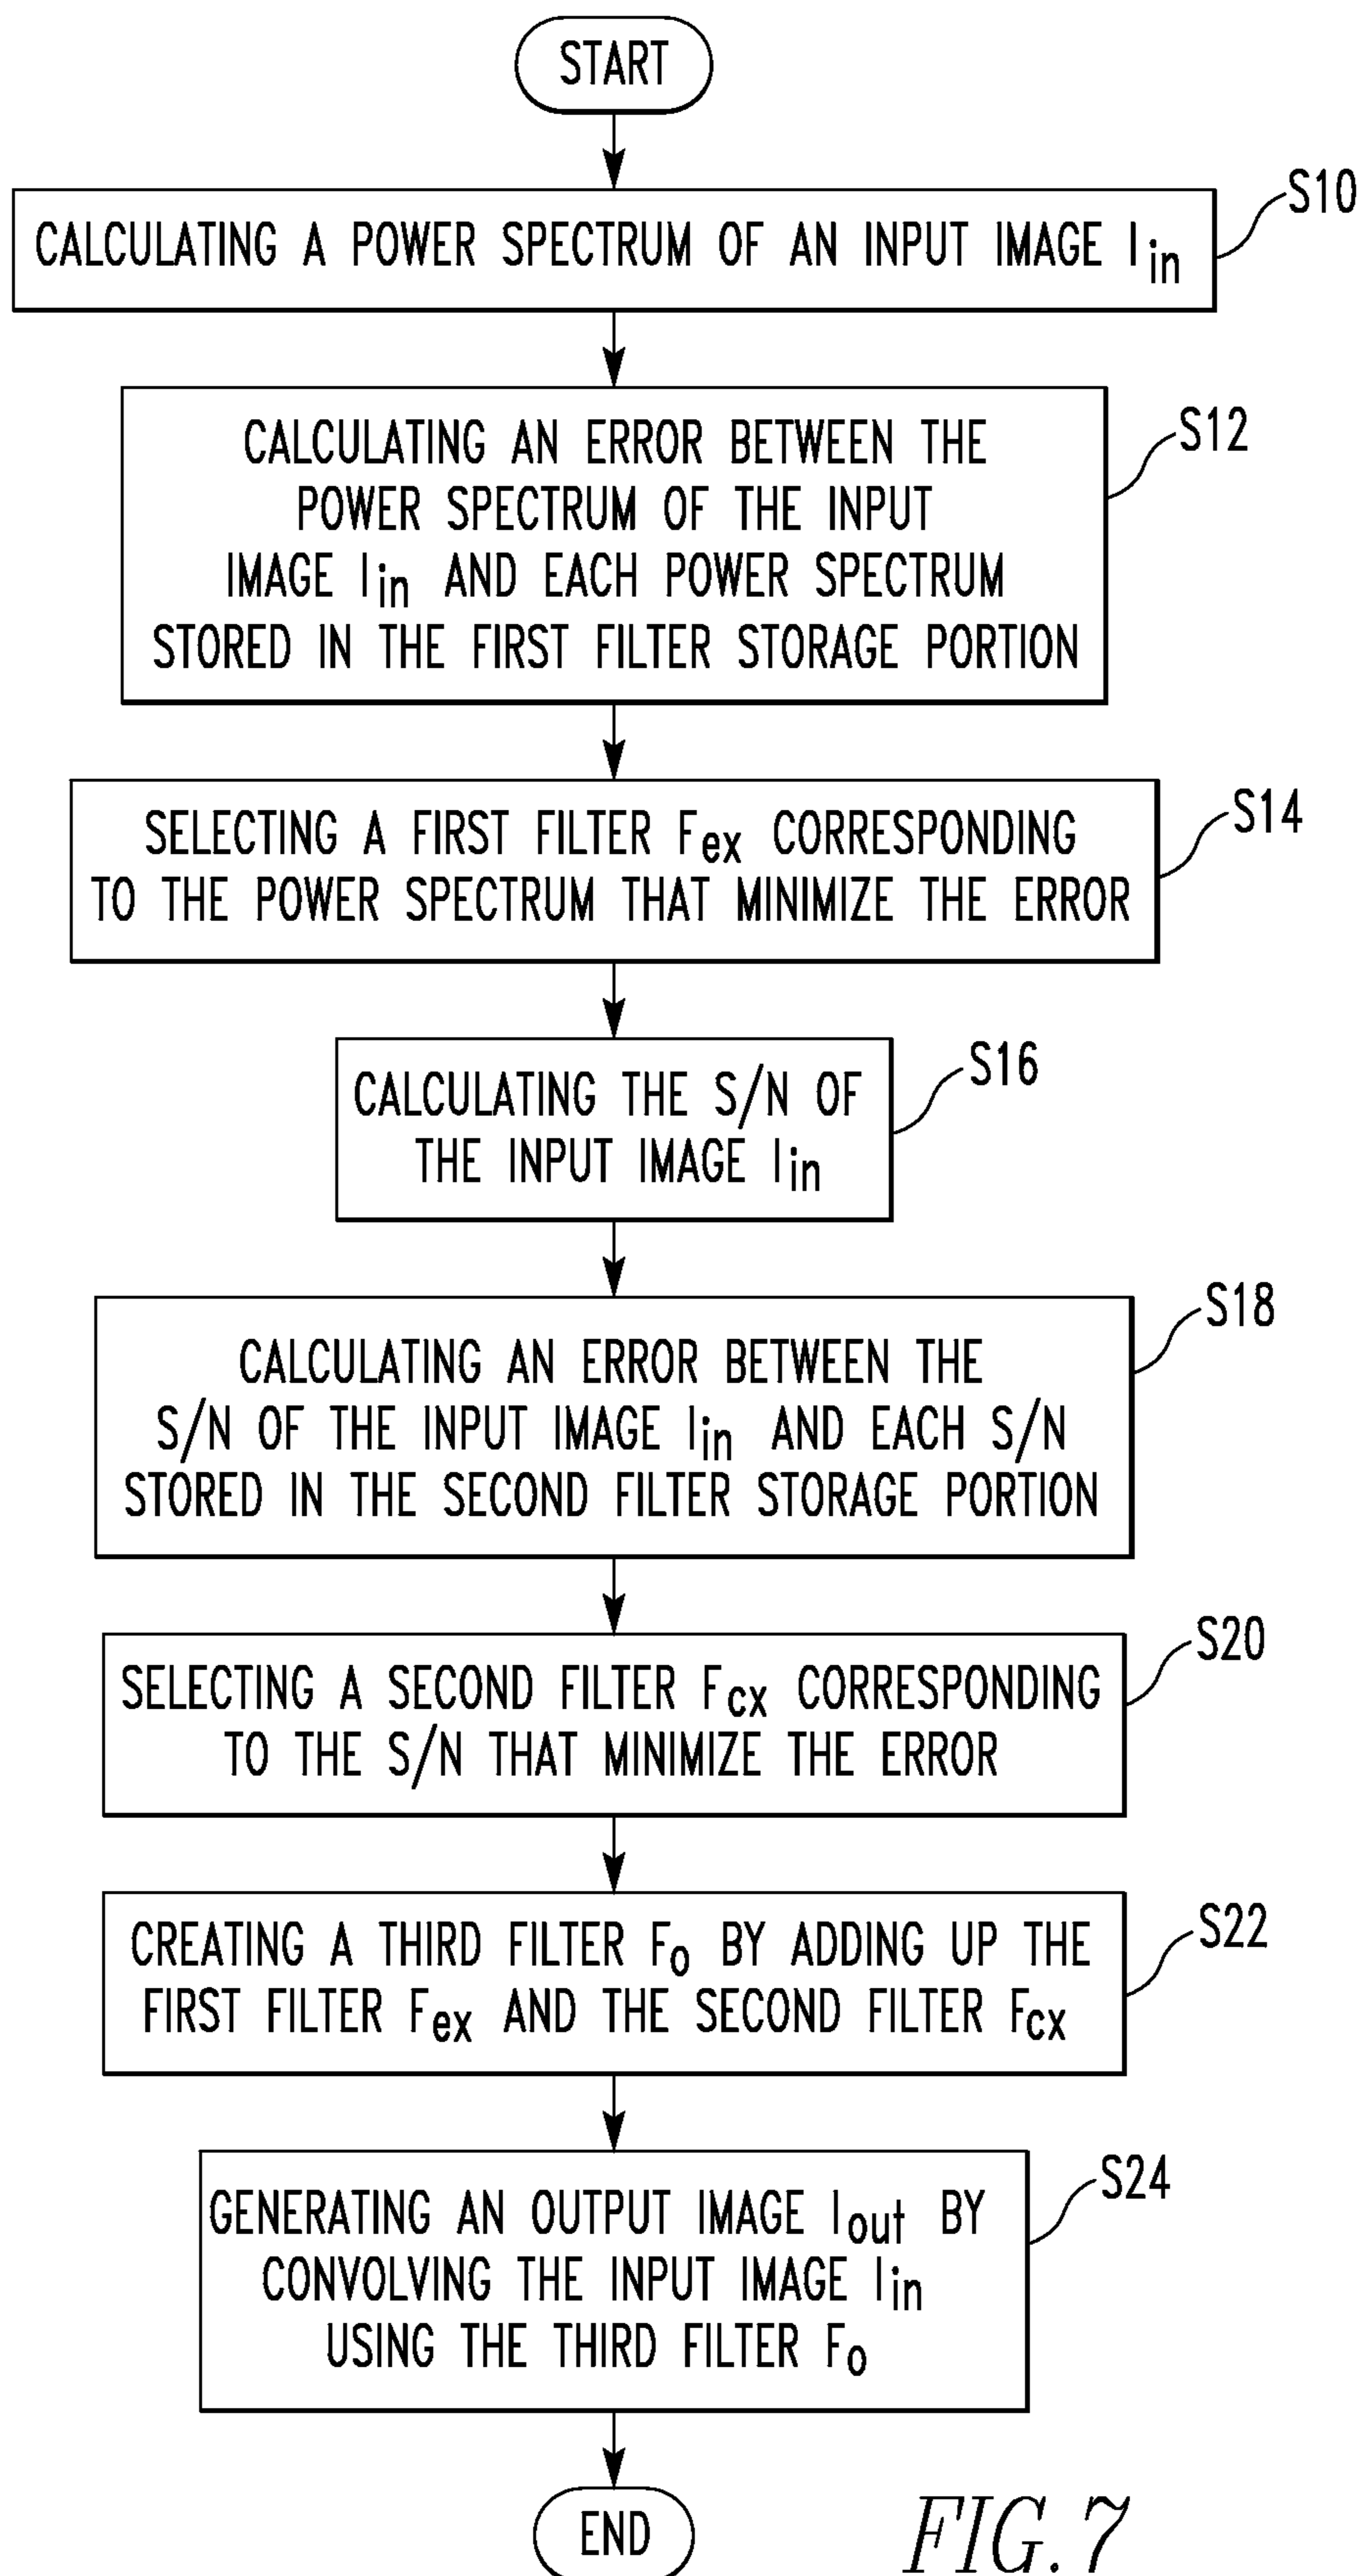 START
S10
CALCULATING A POWER SPECTRUM OF AN INPUT IMAGE Iin
S12
CALCULATING AN ERROR BETWEEN THE
POWER SPECTRUM OF THE INPUT
IMAGE Iin AND EACH POWER SPECTRUM
STORED IN THE FIRST FILTER STORAGE PORTION
S14
SELECTING A FIRST FILTER Fex CORRESPONDING
TO THE POWER SPECTRUM THAT MINIMIZE THE ERROR
S16
CALCULATING THE S/N OF
THE INPUT IMAGE Iin
S18
CALCULATING AN ERROR BETWEEN THE
S/N OF THE INPUT IMAGE Iin AND EACH S/N
STORED IN THE SECOND FILTER STORAGE PORTION
S20
SELECTING A SECOND FILTER Fcx CORRESPONDING
TO THE S/N THAT MINIMIZE THE ERROR
S22
CREATING A THIRD FILTER Fo BY ADDING UP THE
FIRST FILTER Fex AND THE SECOND FILTER Fcx
S24
GENERATING AN OUTPUT IMAGE Iout BY
CONVOLVING THE INPUT IMAGE Iin
USING THE THIRD FILTER Fo
END
FIG. 7